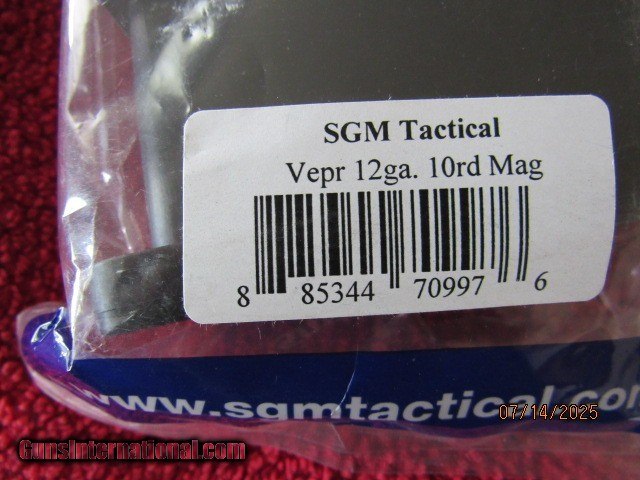 SGM Tactical
Vepr 12ga. 10rd Mag
8 85344 70997 6
www.sgmtactical.co
07/14/2025
GunsInternational.com